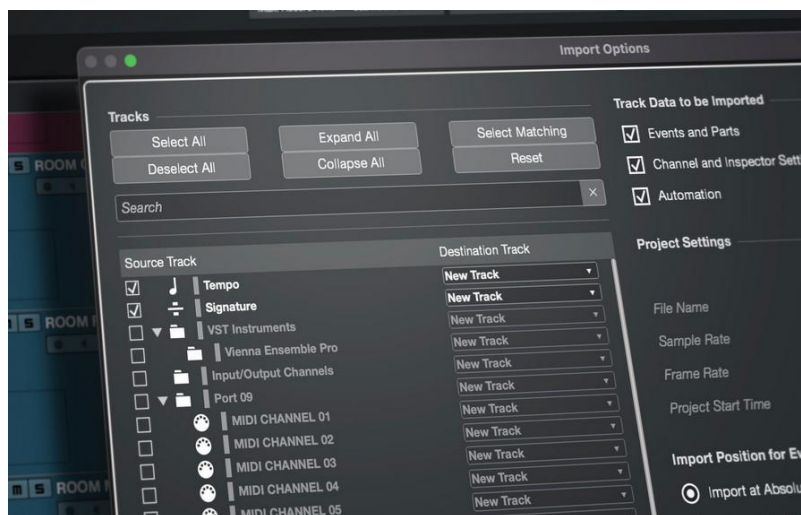 Import Options
Tracks
Select All
Expand All
Select Matching
Deselect All
Collapse All
Reset
Search
Source Track
Destination Track
Tempo
New Track
Signature
New Track
VST Instruments
New Track
Vienna Ensemble Pro
New Track
Input/Output Channels
New Track
Port 09
New Track
MIDI CHANNEL 01
New Track
MIDI CHANNEL 02
New Track
MIDI CHANNEL 03
New Track
MIDI CHANNEL 04
New Track
MIDI CHANNEL 05
New Track
Track Data to be Imported
Events and Parts
Channel and Inspector Sett
Automation
Project Settings
File Name
Sample Rate
Frame Rate
Project Start Time
Import Position for Ev
Import at Absolu
S ROOM
S ROOM
M S ROOM